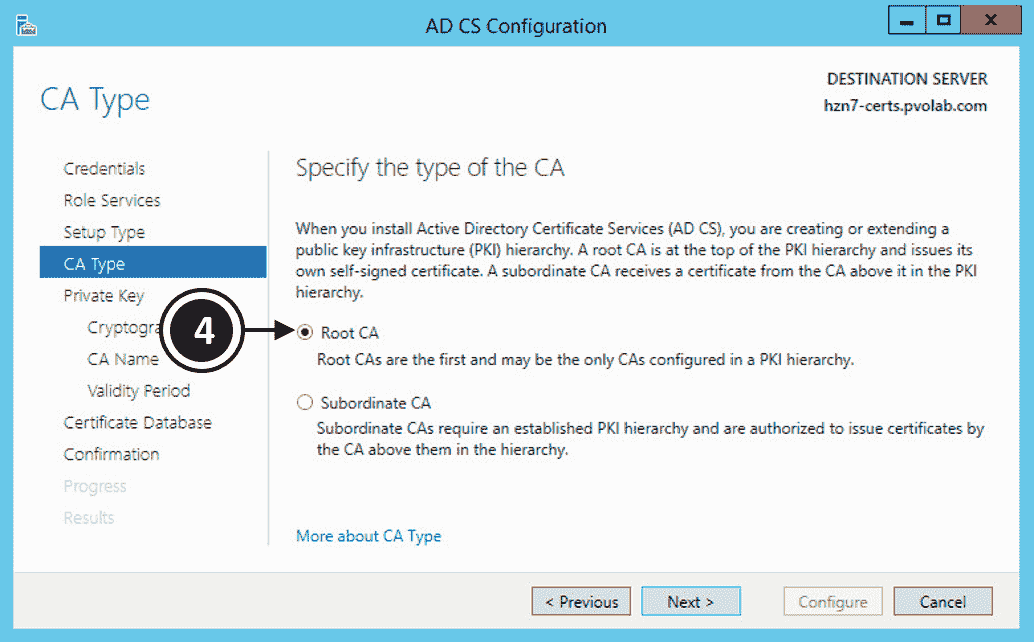 AD CS Configuration
CA Type
DESTINATION SERVER
hzn7-certs.pvolab.com
Credentials
Role Services
Setup Type
CA Type
Private Key
Cryptogra
CA Name
Validity Period
Certificate Database
Confirmation
Progress
Results
4
Specify the type of the CA
When you install Active Directory Certificate Services (AD CS), you are creating or extending a
public key infrastructure (PKI) hierarchy. A root CA is at the top of the PKI hierarchy and issues its
own self-signed certificate. A subordinate CA receives a certificate from the CA above it in the PKI
hierarchy.
Root CA
Root CAs are the first and may be the only CAs configured in a PKI hierarchy.
Subordinate CA
Subordinate CAs require an established PKI hierarchy and are authorized to issue certificates by
the CA above them in the hierarchy.
More about CA Type
< Previous
Next >
Configure
Cancel